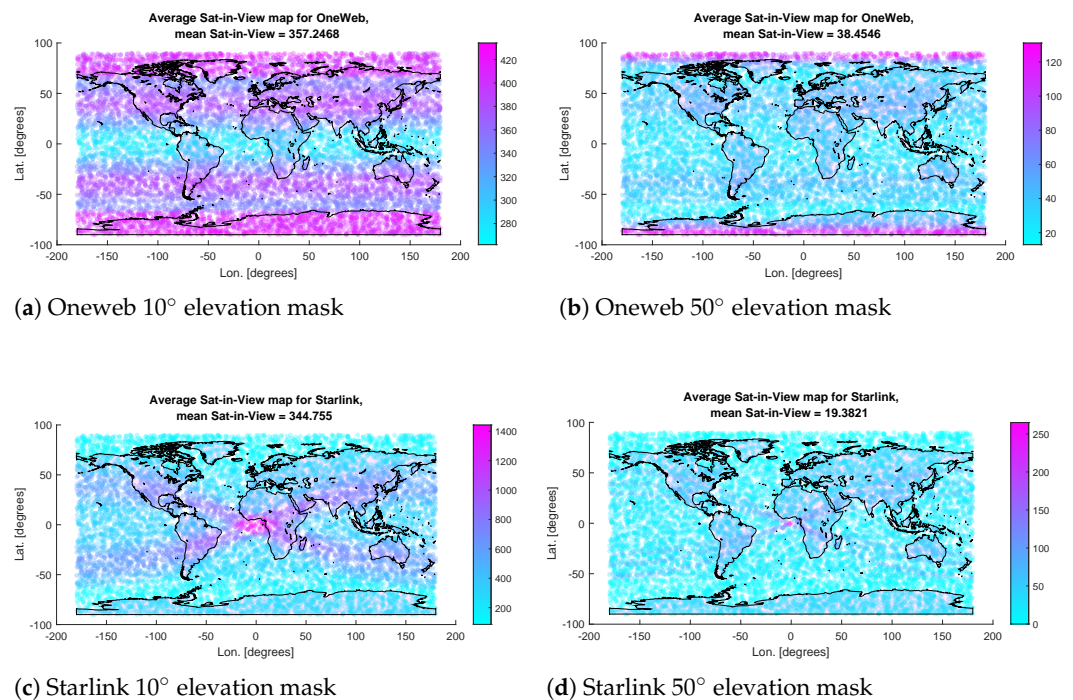 Average Sat-in-View map for OneWeb,
mean Sat-in-View = 357.2468
100
50
0
-50
-100
Lat. [degrees]
-200 -150 -100 -50 0 50 100 150 200
Lon. [degrees]
420
400
380
360
340
320
300
280
(a) Oneweb 10° elevation mask
Average Sat-in-View map for OneWeb,
mean Sat-in-View = 38.4546
100
50
0
-50
-100
Lat. [degrees]
-200 -150 -100 -50 0 50 100 150 200
Lon. [degrees]
120
100
80
60
40
20
(b) Oneweb 50° elevation mask
Average Sat-in-View map for Starlink,
mean Sat-in-View = 344.755
100
50
0
-50
-100
Lat. [degrees]
-200 -150 -100 -50 0 50 100 150 200
Lon. [degrees]
1400
1200
1000
800
600
400
200
(c) Starlink 10° elevation mask
Average Sat-in-View map for Starlink,
mean Sat-in-View = 19.3821
100
50
0
-50
-100
Lat. [degrees]
-200 -150 -100 -50 0 50 100 150 200
Lon. [degrees]
250
200
150
100
50
0
(d) Starlink 50° elevation mask